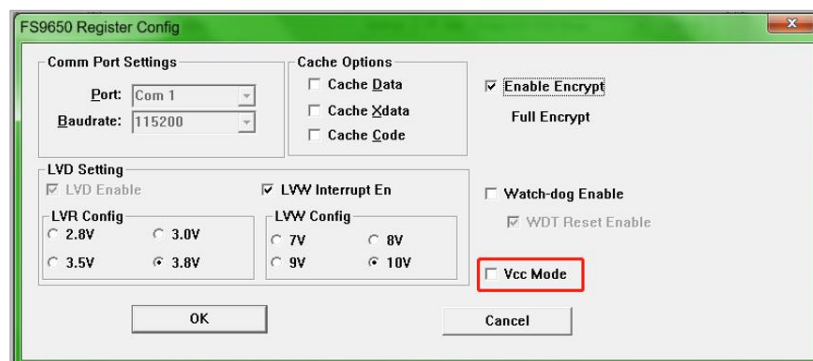 FS9650 Register Config
x
Comm Port Settings
Port: Com 1
Baudrate: 115200
Cache Options
Cache Data
Cache Xdata
Cache Code
Enable Encrypt
Full Encrypt
LVD Setting
LVD Enable
LVW Interrupt En
LVR Config
2.8V 3.0V
3.5V 3.8V
LVW Config
7V 8V
9V 10V
Watch-dog Enable
WDT Reset Enable
Vcc Mode
OK
Cancel